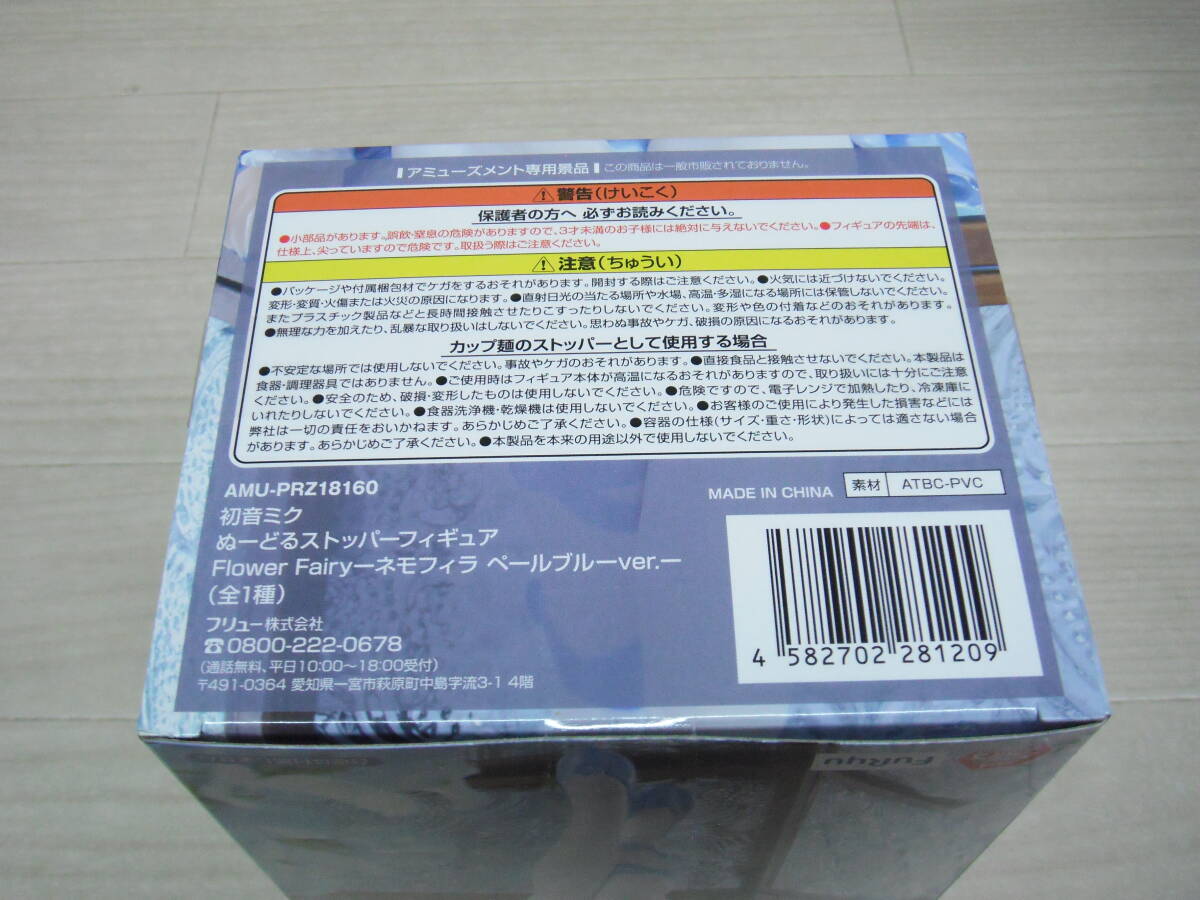 アミューズメント専用景品 この商品は一般市販されておりません。
⚠警告(けいこく)
保護者の方へ 必ずお読みください。
●小部品があります。誤飲・窒息の危険がありますので、3才未満のお子様には絶対に与えないでください。●フィギュアの先端は、
仕様上、尖っていますので危険です。取扱う際はご注意ください。
⚠注意(ちゅうい)
●パッケージや付属梱包材でケガをするおそれがあります。開封する際はご注意ください。●火気には近づけないでください。
変形・変質・火傷または火災の原因になります。●直射日光の当たる場所や水場、高温・多湿になる場所には保管しないでください。
またプラスチック製品などと長時間接触させたりこすったりしないでください。変形や色の付着などのおそれがあります。
●無理な力を加えたり、乱暴な取り扱いはしないでください。思わぬ事故やケガ、破損の原因になるおそれがあります。
カップ麺のストッパーとして使用する場合
●不安定な場所では使用しないでください。事故やケガのおそれがあります。●直接食品と接触させないでください。本製品は
食器・調理器具ではありません。●ご使用時はフィギュア本体が高温になるおそれがありますので、取り扱いには十分にご注意
ください。●安全のため、破損・変形したものは使用しないでください。●危険ですので、電子レンジで加熱したり、冷凍庫に
いれたりしないでください。●食器洗浄機・乾燥機は使用しないでください。●お客様のご使用により発生した損害などには
弊社は一切の責任をおいかねます。あらかじめご了承ください。●容器の仕様(サイズ・重さ・形状)によっては適さない場合
があります。あらかじめご了承ください。●本製品を本来の用途以外で使用しないでください。
AMU-PRZ18160
MADE IN CHINA 素材 ATBC-PVC
初音ミク
ぬーどるストッパーフィギュア
Flower Fairyーネモフィラ ペールブルーver.ー
(全1種)
フリュー株式会社
☎0800-222-0678
(通話無料、平日10:00～18:00受付)
〒491-0364 愛知県一宮市萩原町中島字流3-1 4階
4 582702 281209
FuRyu